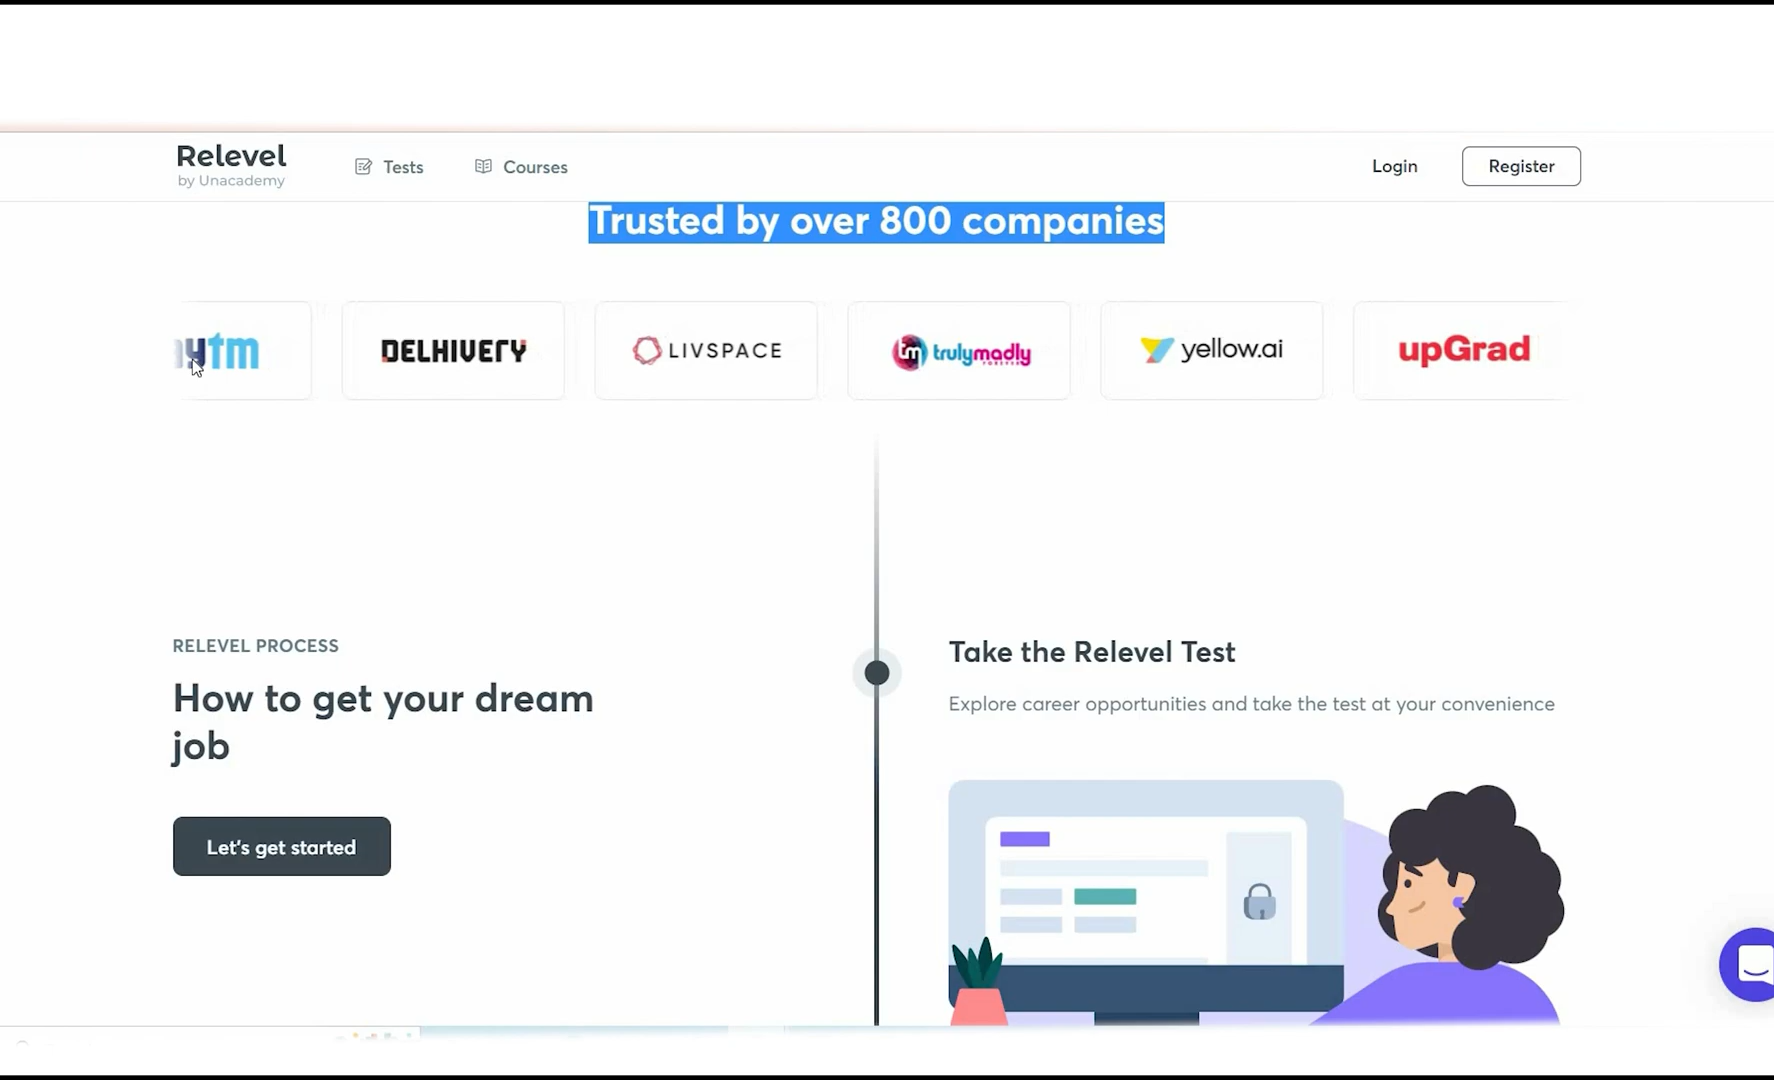 Relevel
by Unacademy
Tests
Courses
Login
Register
Trusted by over 800 companies
ytm
DELHIVERY
LIVSPACE
tm trulymadly
yellow.ai
upGrad
RELEVEL PROCESS
How to get your dream
job
Let's get started
Take the Relevel Test
Explore career opportunities and take the test at your convenience